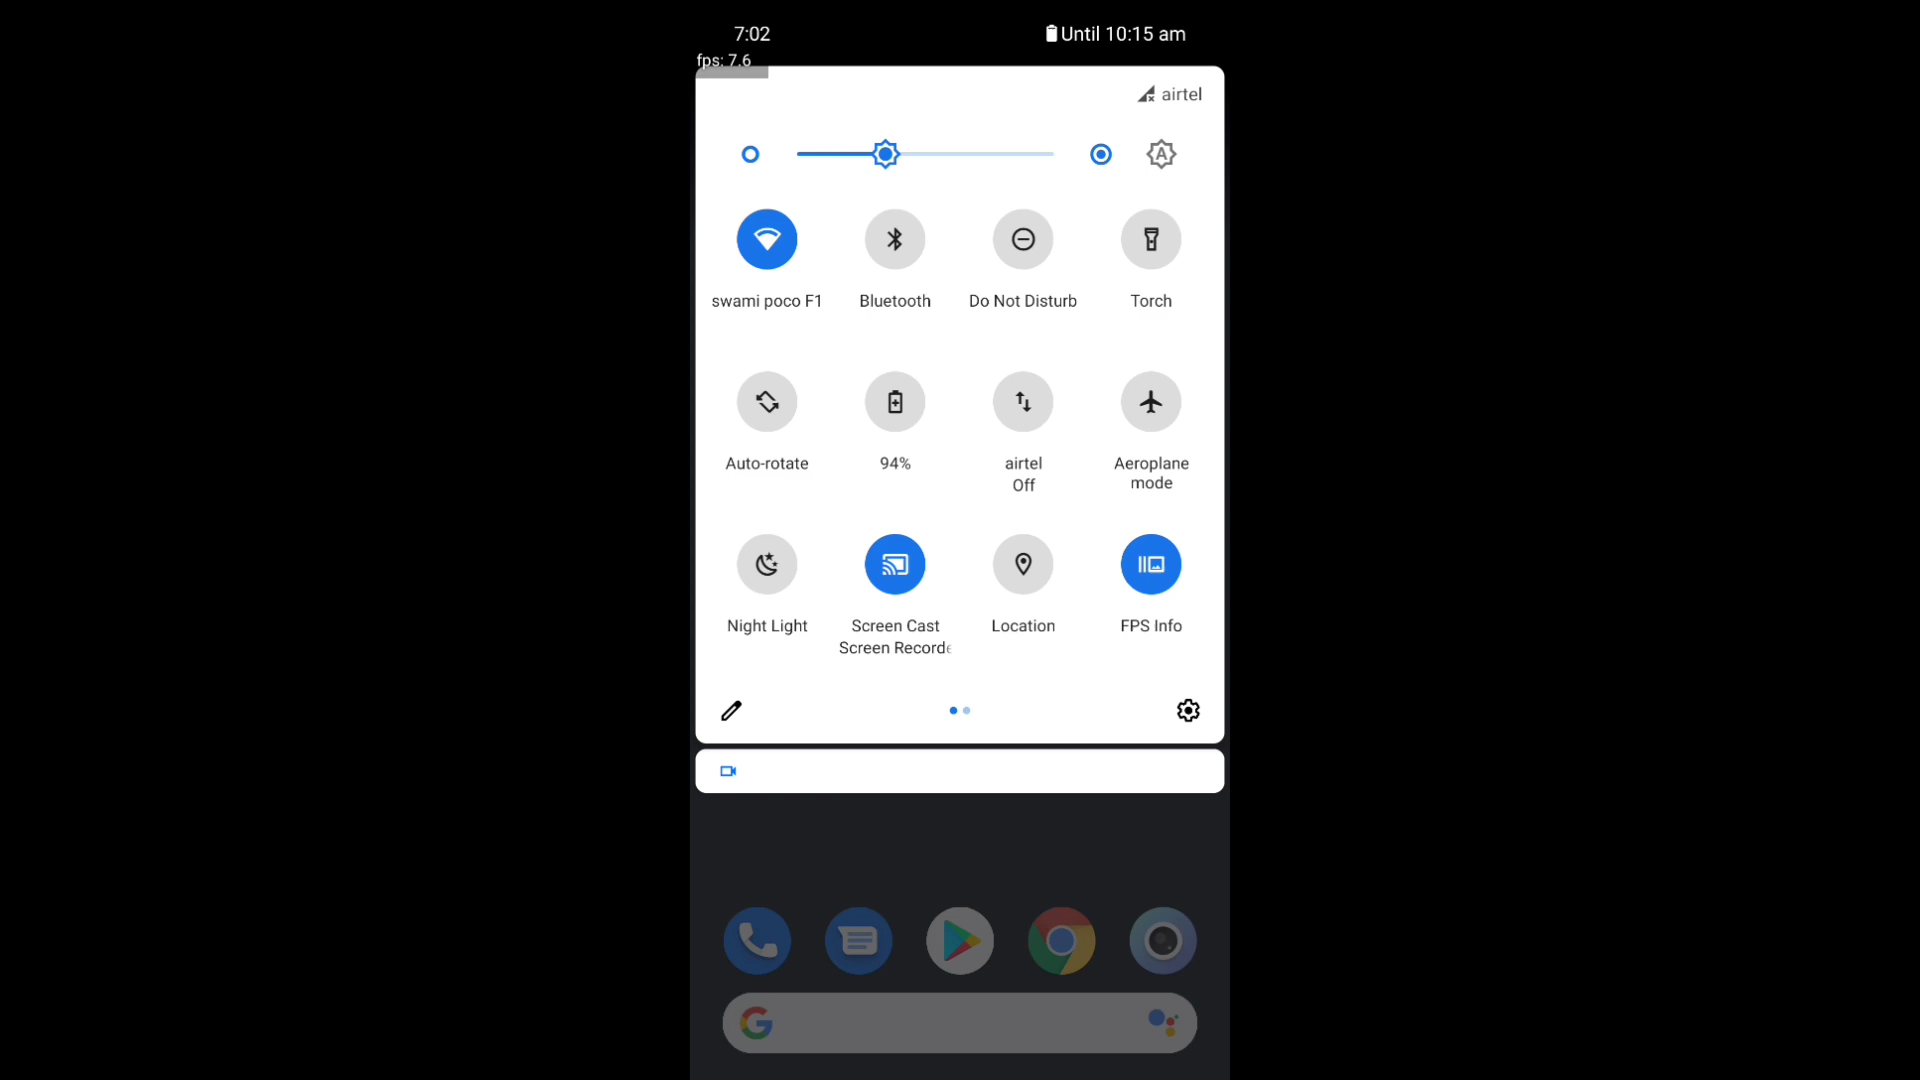 7:02
Until 10:15 am
fps: 7.6
airtel
A
swami poco F1
Bluetooth
Do Not Disturb
Torch
Auto-rotate
94%
airtel
Off
Aeroplane
mode
Night Light
Screen Cast
Screen Recorde
Location
FPS Info
G